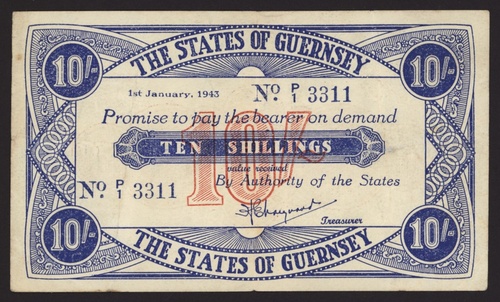 THE STATES OF GUERNSEY
10/- 10/-
1st January, 1943 No. P/1 3311
Promise to pay the bearer on demand
10/-
TEN SHILLINGS
value received
No. P/1 3311 By Authority of the States
Treasurer
10/- 10/-
THE STATES OF GUERNSEY